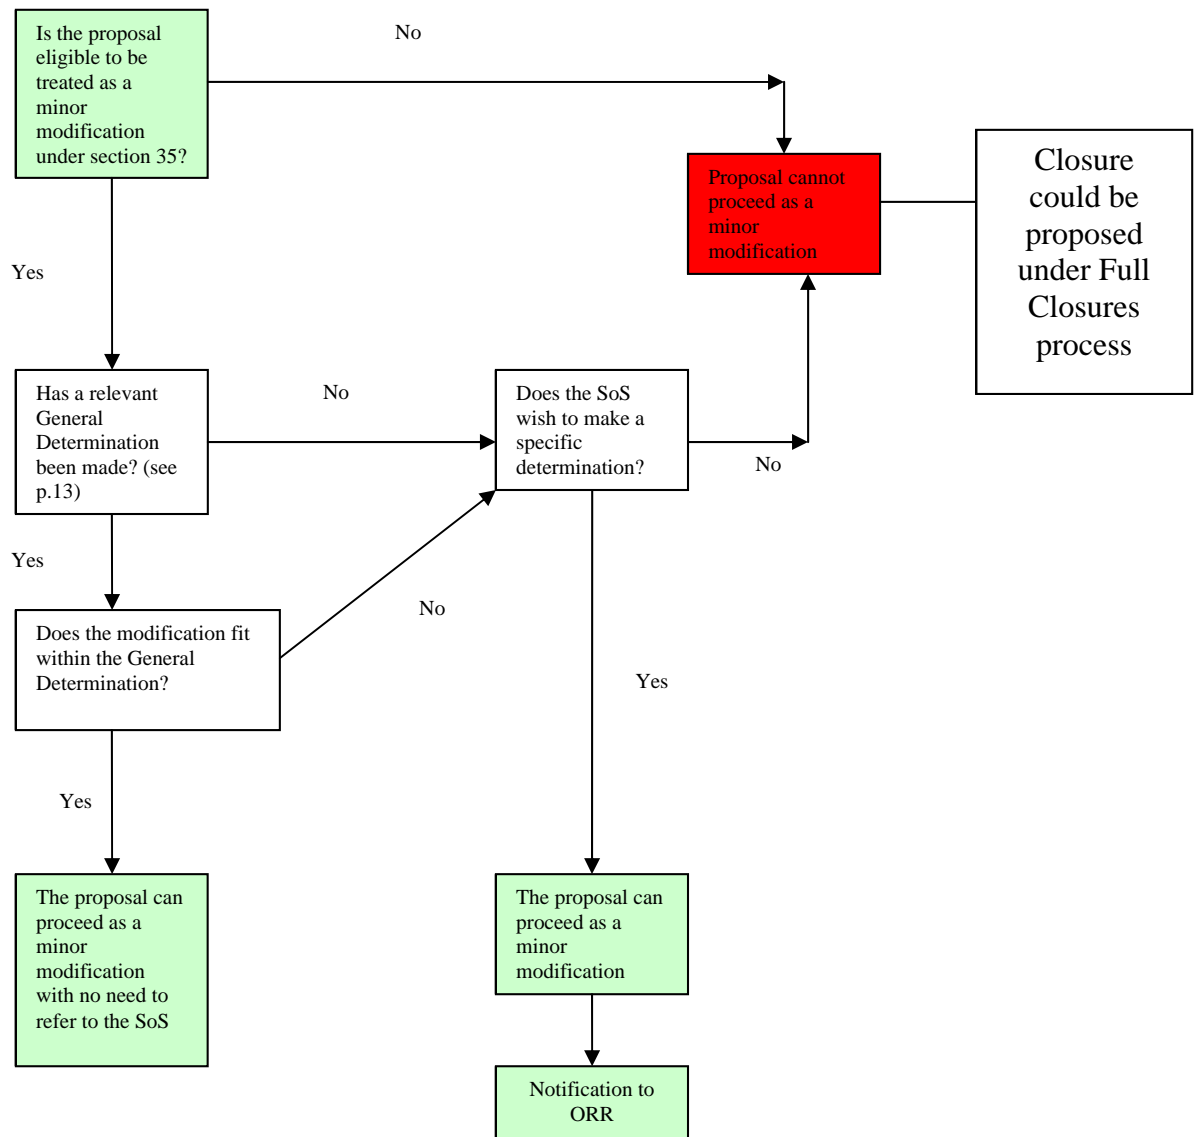 Is the proposal
eligible to be
treated as a
minor
modification
under section 35?
No
Proposal cannot
proceed as a
minor
modification
Closure
could be
proposed
under Full
Closures
process
Yes
Has a relevant
General
Determination
been made? (see
p.13)
No
Does the SoS
wish to make a
specific
determination?
No
Yes
Does the modification fit
within the General
Determination?
No
Yes
Yes
The proposal can
proceed as a
minor
modification
with no need to
refer to the SoS
The proposal can
proceed as a
minor
modification
Notification to
ORR